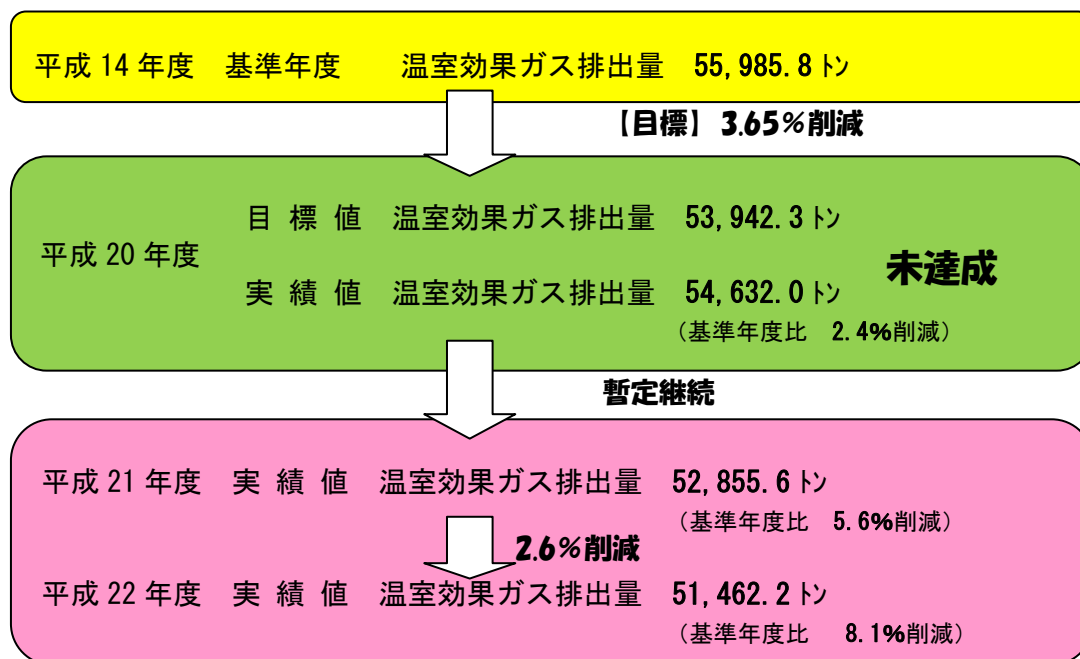 平成 14 年度　基準年度　　温室効果ガス排出量　55,985.8 トン
【目標】3.65%削減
目 標 値　温室効果ガス排出量　53,942.3 トン
平成 20 年度
未達成
実 績 値　温室効果ガス排出量　54,632.0 トン
（基準年度比　2.4%削減）
暫定継続
平成 21 年度　実 績 値　温室効果ガス排出量　52,855.6 トン
（基準年度比　5.6%削減）
2.6%削減
平成 22 年度　実 績 値　温室効果ガス排出量　51,462.2 トン
（基準年度比　8.1%削減）